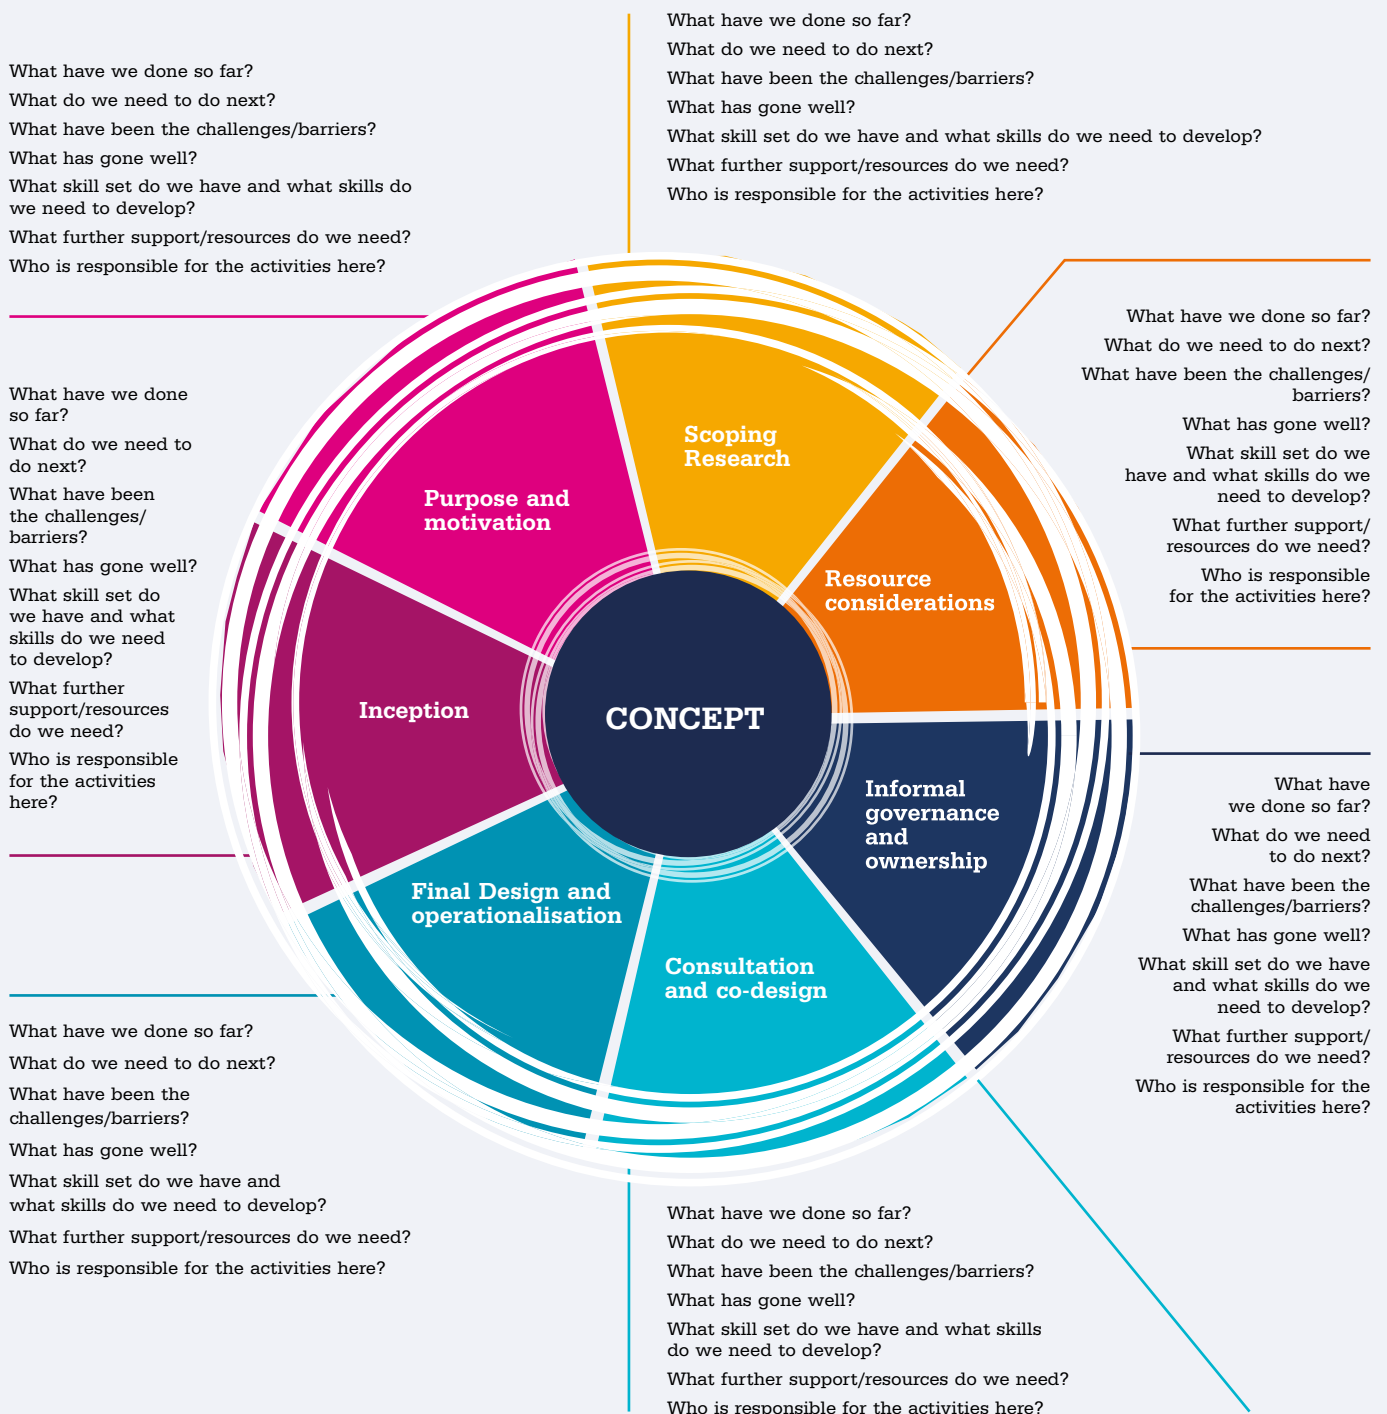 What have we done so far?
What do we need to do next?
What have been the challenges/barriers?
What has gone well?
What skill set do we have and what skills do we need to develop?
What further support/resources do we need?
Who is responsible for the activities here?
What have we done so far?
What do we need to do next?
What have been the challenges/barriers?
What has gone well?
What skill set do we have and what skills do
we need to develop?
What further support/resources do we need?
Who is responsible for the activities here?
What have we done so far?
What do we need to do next?
What have been the challenges/
barriers?
What has gone well?
What skill set do we
have and what skills do we
need to develop?
What further support/
resources do we need?
Who is responsible
for the activities here?
What have we done
so far?
What do we need to
do next?
What have been
the challenges/
barriers?
What has gone well?
What skill set do
we have and what
skills do we need
to develop?
What further
support/resources
do we need?
Who is responsible
for the activities
here?
Scoping
Research
Purpose and
motivation
Resource
considerations
Inception
CONCEPT
Informal
governance
and
ownership
Final Design and
operationalisation
Consultation
and co-design
What have
we done so far?
What do we need
to do next?
What have been the
challenges/barriers?
What has gone well?
What skill set do we have
and what skills do we
need to develop?
What further support/
resources do we need?
Who is responsible for the
activities here?
What have we done so far?
What do we need to do next?
What have been the
challenges/barriers?
What has gone well?
What skill set do we have and
what skills do we need to develop?
What further support/resources do we need?
Who is responsible for the activities here?
What have we done so far?
What do we need to do next?
What have been the challenges/barriers?
What has gone well?
What skill set do we have and what skills
do we need to develop?
What further support/resources do we need?
Who is responsible for the activities here?